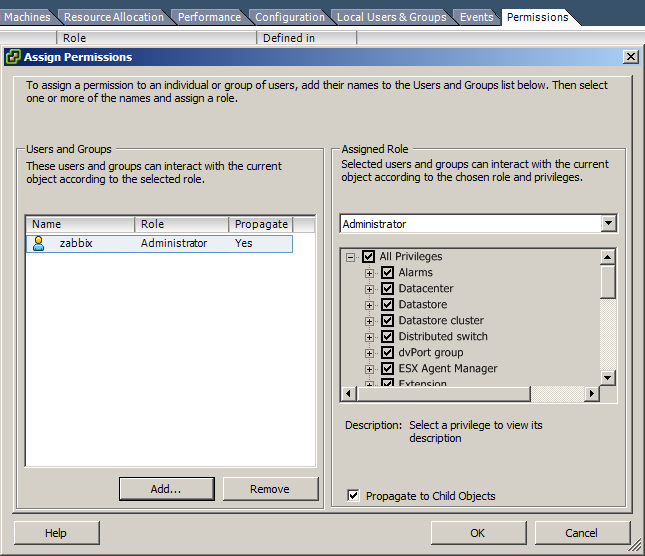 Machines Resource Allocation Performance Configuration Local Users & Groups Events Permissions
Role Defined in
Assign Permissions
To assign a permission to an individual or group of users, add their names to the Users and Groups list below. Then select
one or more of the names and assign a role.
Users and Groups
These users and groups can interact with the current
object according to the selected role.
Name Role Propagate
zabbix Administrator Yes
Add...
Remove
Assigned Role
Selected users and groups can interact with the current
object according to the chosen role and privileges.
Administrator
All Privileges
Alarms
Datacenter
Datastore
Datastore cluster
Distributed switch
dvPort group
ESX Agent Manager
Extension
Description: Select a privilege to view its
description
Propagate to Child Objects
Help
OK
Cancel